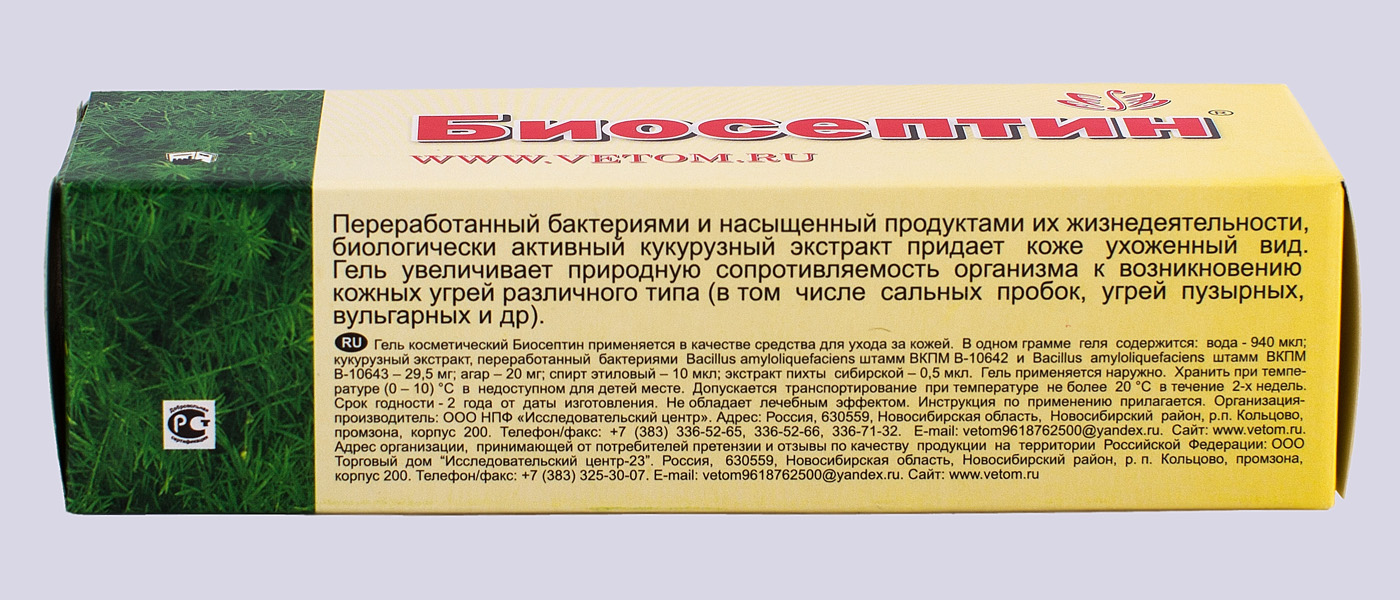 Биосептин®
WWW.VETOM.RU
Переработанный бактериями и насыщенный продуктами их жизнедеятельности,
биологически активный кукурузный экстракт придает коже ухоженный вид.
Гель увеличивает природную сопротивляемость организма к возникновению
кожных угрей различного типа (в том числе сальных пробок, угрей пузырных,
вульгарных и др).
RU Гель косметический Биосептин применяется в качестве средства для ухода за кожей. В одном грамме геля содержится: вода - 940 мкл;
кукурузный экстракт, переработанный бактериями Bacillus amyloliquefaciens штамм ВКПМ В-10642 и Bacillus amyloliquefaciens штамм ВКПМ
В-10643 – 29,5 мг; агар – 20 мг; спирт этиловый – 10 мкл; экстракт пихты сибирской – 0,5 мкл. Гель применяется наружно. Хранить при темпе-
ратуре (0 – 10) °С в недоступном для детей месте. Допускается транспортирование при температуре не более 20 °С в течение 2-х недель.
Срок годности - 2 года от даты изготовления. Не обладает лечебным эффектом. Инструкция по применению прилагается. Организация-
производитель: ООО НПФ «Исследовательский центр». Адрес: Россия, 630559, Новосибирская область, Новосибирский район, р.п. Кольцово,
промзона, корпус 200. Телефон/факс: +7 (383) 336-52-65, 336-52-66, 336-71-32. E-mail: vetom9618762500@yandex.ru. Сайт: www.vetom.ru.
Адрес организации, принимающей от потребителей претензии и отзывы по качеству продукции на территории Российской Федерации: ООО
Торговый дом “Исследовательский центр-23”. Россия, 630559, Новосибирская область, Новосибирский район, р. п. Кольцово, промзона,
корпус 200. Телефон/факс: +7 (383) 325-30-07. E-mail: vetom9618762500@yandex.ru. Сайт: www.vetom.ru
Добровольная
РСТ
сертификация